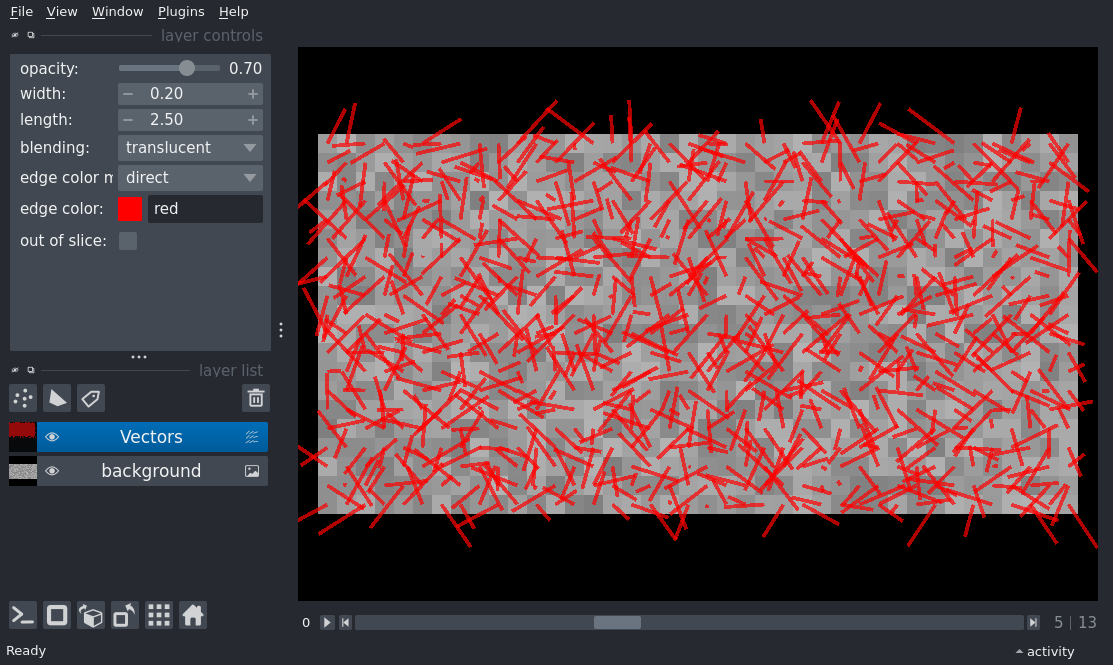 File View Window Plugins Help
layer controls
opacity: 0.70
width: 0.20
length: 2.50
blending: translucent
edge color m direct
edge color: red
out of slice:
layer list
Vectors
background
0 5 | 13
Ready activity